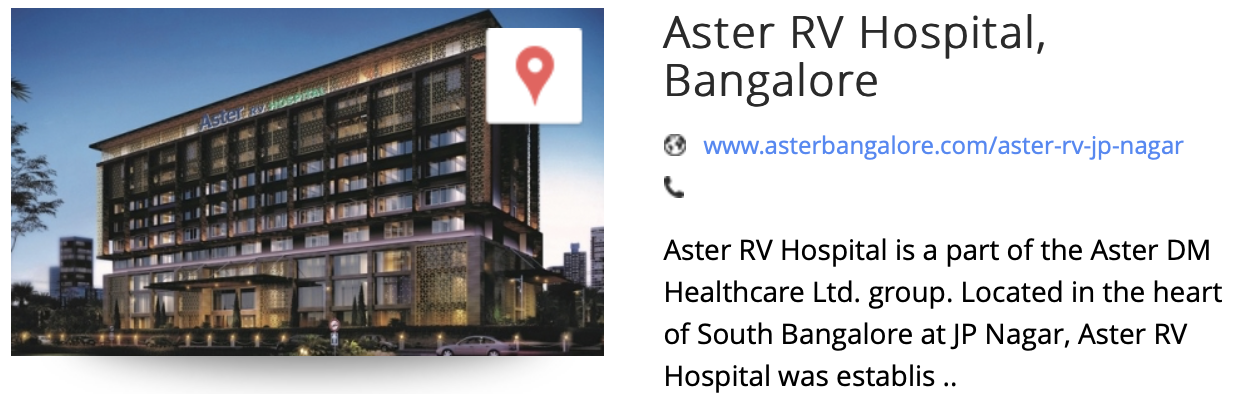 Aster RV HOSPITAL
Aster RV Hospital,
Bangalore
www.asterbangalore.com/aster-rv-jp-nagar
Aster RV Hospital is a part of the Aster DM
Healthcare Ltd. group. Located in the heart
of South Bangalore at JP Nagar, Aster RV
Hospital was establis ..